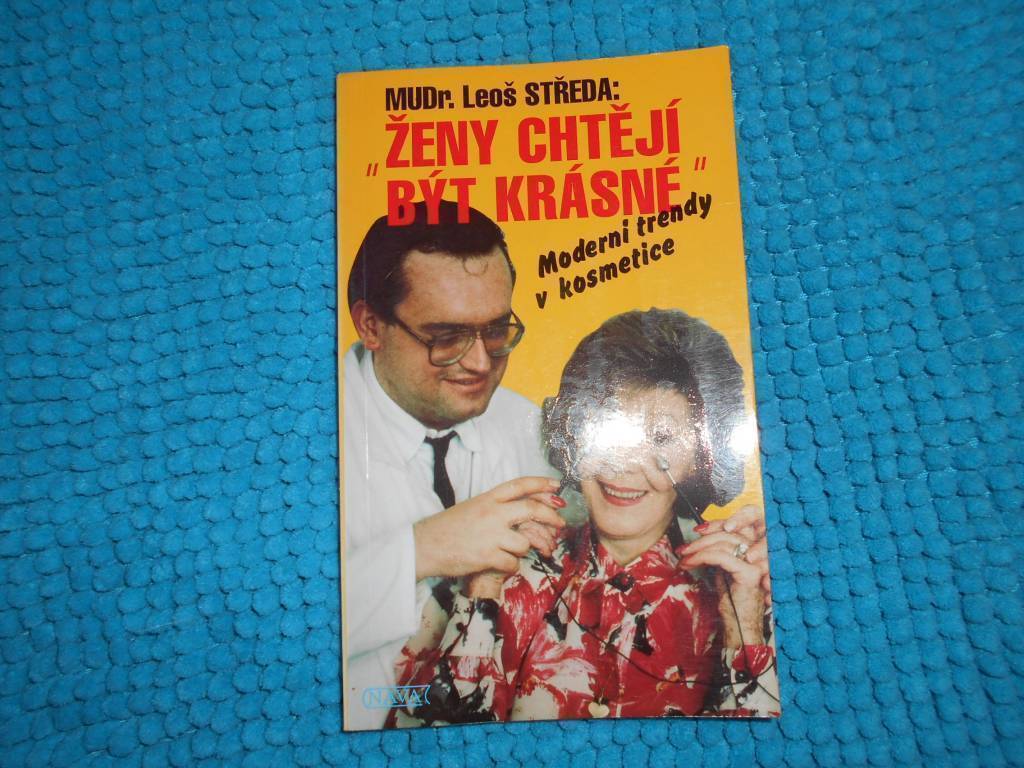 MUDr. Leoš STŘEDA:
„ŽENY CHTĚJÍ
BÝT KRÁSNÉ"
Moderní trendy
v kosmetice
NAVA